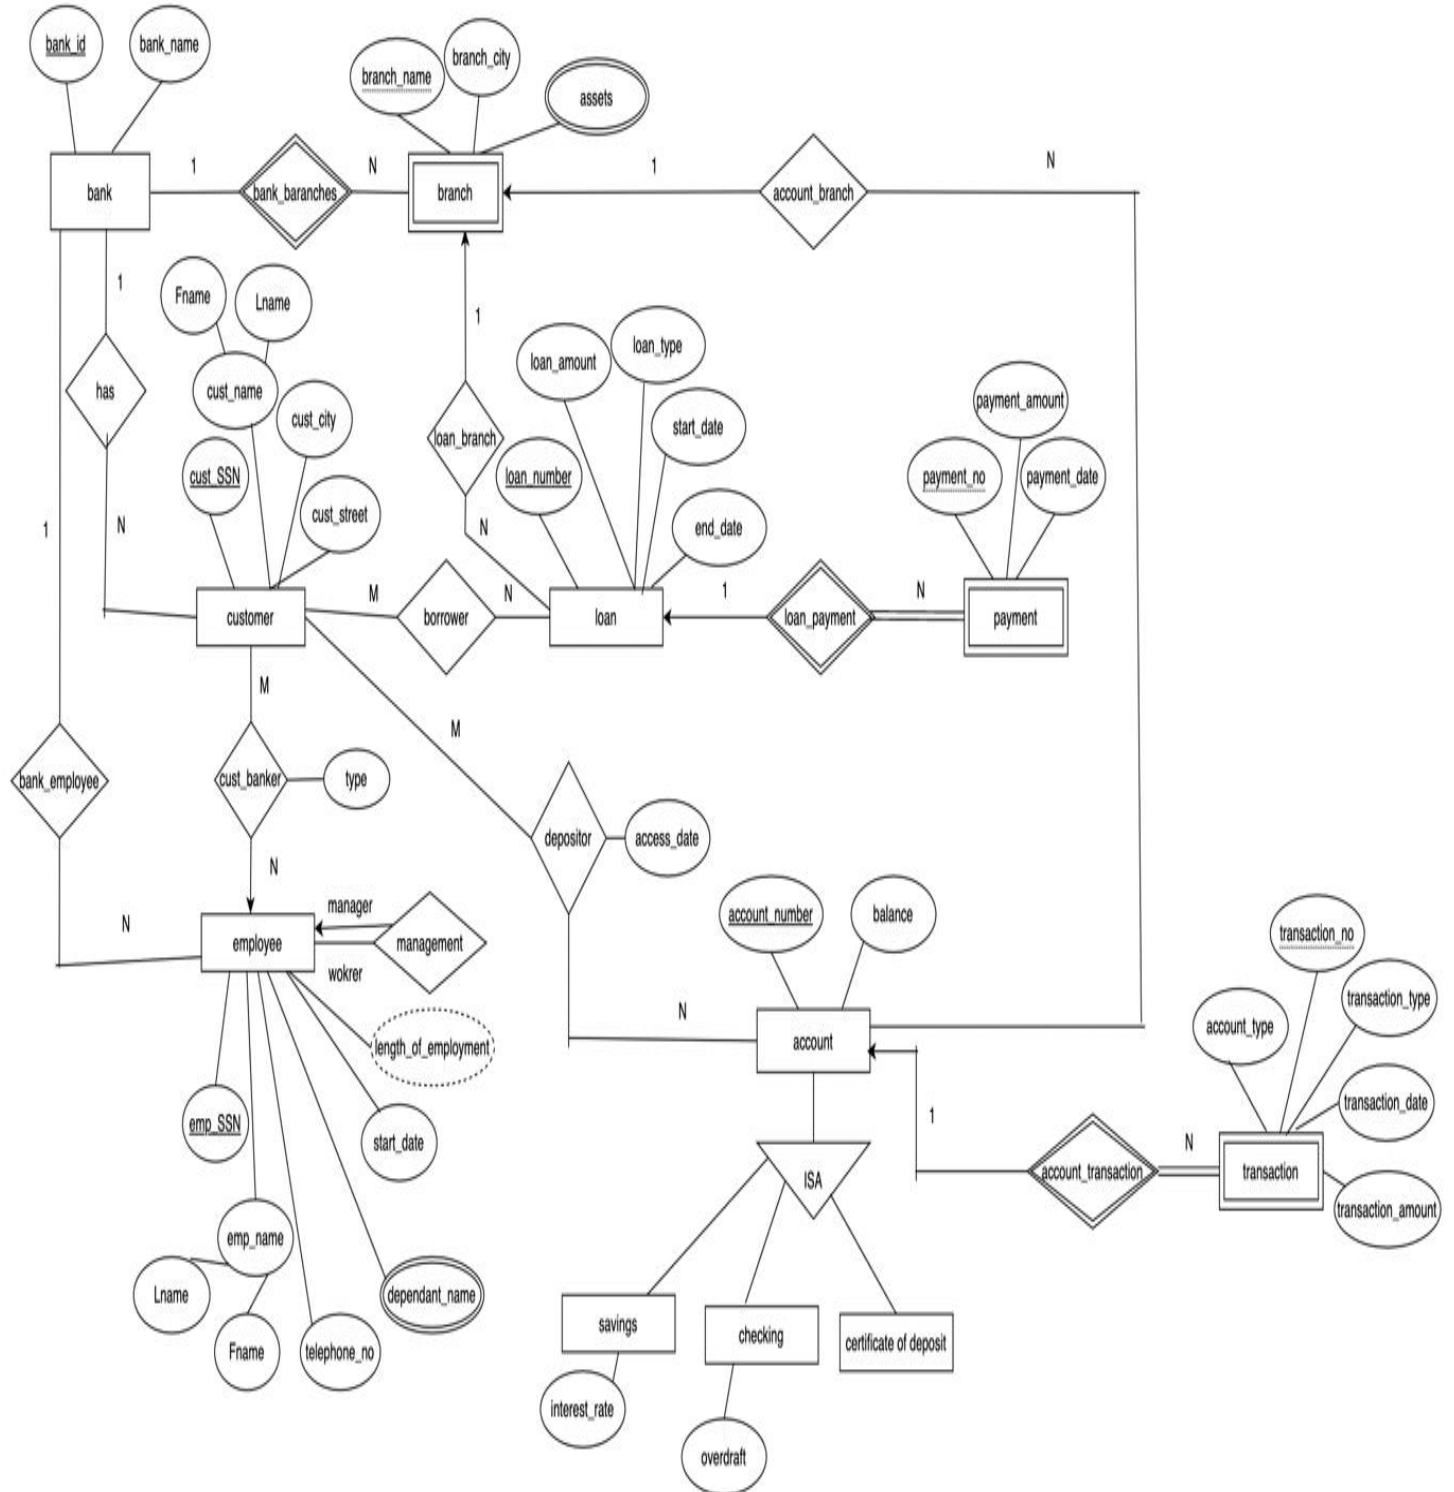 bank_id
bank_name
branch_name
branch_city
assets
bank
1
bank_baranches
N
branch
1
account_branch
N
1
has
N
Fname
Lname
cust_name
cust_city
cust_SSN
cust_street
1
loan_branch
N
loan_amount
loan_type
start_date
loan_number
end_date
payment_amount
payment_no
payment_date
customer
M
borrower
N
loan
1
loan_payment
N
payment
1
bank_employee
N
M
cust_banker
type
N
M
depositor
access_date
N
employee
manager
management
wokrer
length_of_employment
start_date
emp_SSN
emp_name
Lname
Fname
telephone_no
dependant_name
account_number
balance
account
ISA
savings
checking
certificate of deposit
interest_rate
overdraft
1
account_transaction
N
transaction
account_type
transaction_no
transaction_type
transaction_date
transaction_amount